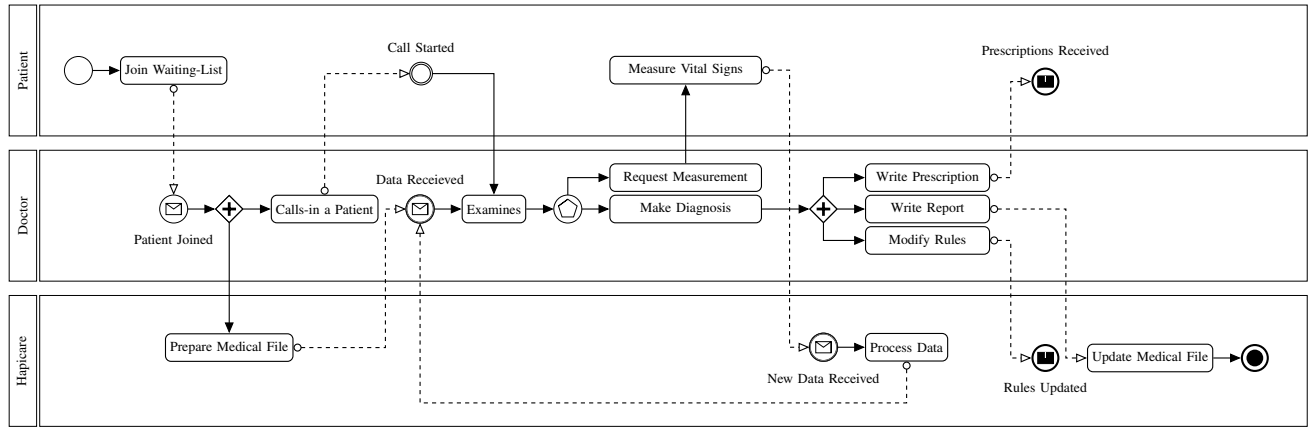 Patient
Join Waiting-List
Call Started
Measure Vital Signs
Prescriptions Received
Doctor
Patient Joined
Calls-in a Patient
Data Receieved
Examines
Request Measurement
Make Diagnosis
Write Prescription
Write Report
Modify Rules
Hapicare
Prepare Medical File
New Data Received
Process Data
Rules Updated
Update Medical File